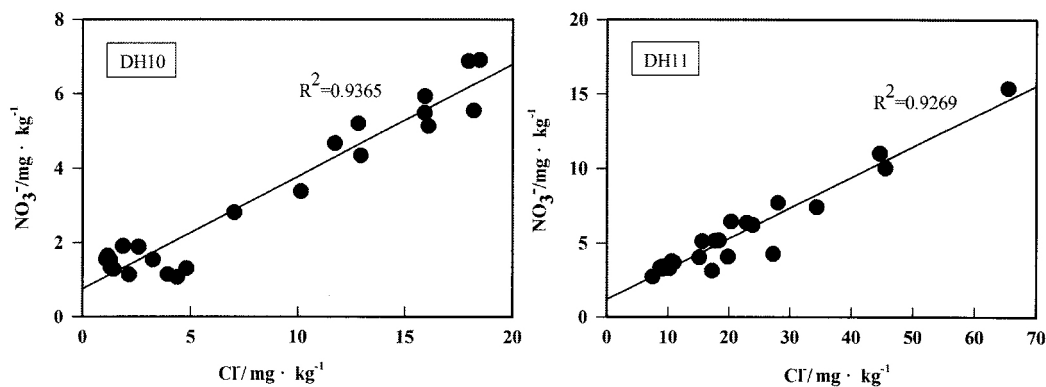 8
6
4
2
0
DH10
R²=0.9365
NO₃⁻/mg · kg⁻¹
0 5 10 15 20
Cl⁻/mg · kg⁻¹
20
15
10
5
0
DH11
R²=0.9269
NO₃⁻/mg · kg⁻¹
0 10 20 30 40 50 60 70
Cl⁻/mg · kg⁻¹